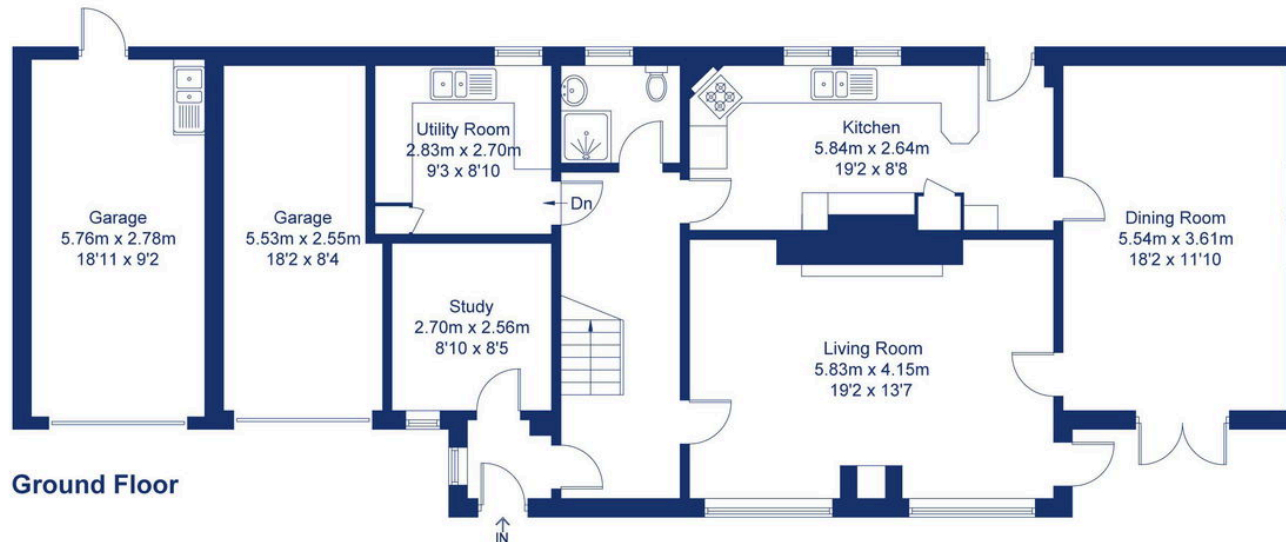 Garage
5.76m x 2.78m
18'11 x 9'2
Garage
5.53m x 2.55m
18'2 x 8'4
Utility Room
2.83m x 2.70m
9'3 x 8'10
Dn
Kitchen
5.84m x 2.64m
19'2 x 8'8
Dining Room
5.54m x 3.61m
18'2 x 11'10
Study
2.70m x 2.56m
8'10 x 8'5
Living Room
5.83m x 4.15m
19'2 x 13'7
Ground Floor
IN